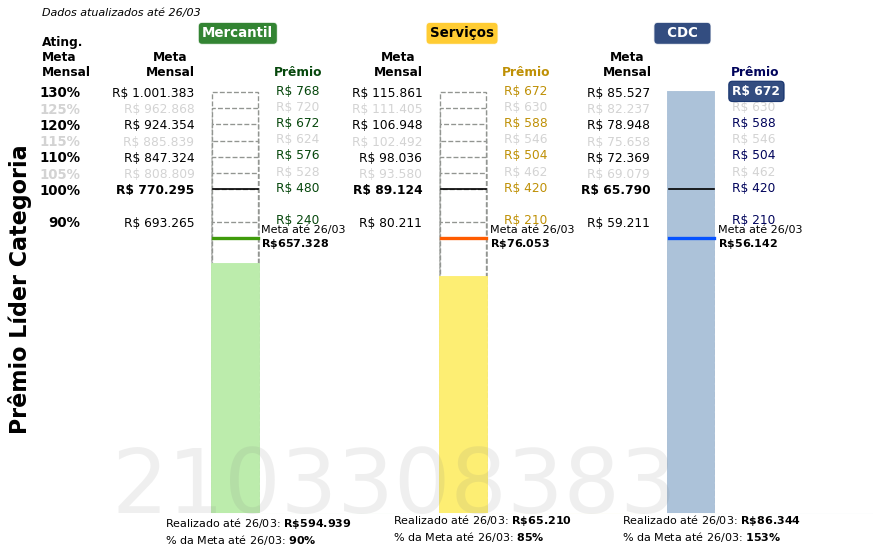 Dados atualizados até 26/03
Mercantil Serviços CDC
Ating.
Meta Meta Meta Meta
Mensal Mensal Prêmio Mensal Prêmio Mensal Prêmio
130% R$ 1.001.383 R$ 768 R$ 115.861 R$ 672 R$ 85.527 R$ 672
125% R$ 962.868 R$ 720 R$ 111.405 R$ 630 R$ 82.237 R$ 630
120% R$ 924.354 R$ 672 R$ 106.948 R$ 588 R$ 78.948 R$ 588
115% R$ 885.839 R$ 624 R$ 102.492 R$ 546 R$ 75.658 R$ 546
110% R$ 847.324 R$ 576 R$ 98.036 R$ 504 R$ 72.369 R$ 504
105% R$ 808.809 R$ 528 R$ 93.580 R$ 462 R$ 69.079 R$ 462
100% R$ 770.295 R$ 480 R$ 89.124 R$ 420 R$ 65.790 R$ 420
90% R$ 693.265 R$ 240 R$ 80.211 R$ 210 R$ 59.211 R$ 210
Meta até 26/03 Meta até 26/03 Meta até 26/03
R$657.328 R$76.053 R$56.142
Prêmio Líder Categoria
2103308383
Realizado até 26/03: R$594.939 Realizado até 26/03: R$65.210 Realizado até 26/03: R$86.344
% da Meta até 26/03: 90% % da Meta até 26/03: 85% % da Meta até 26/03: 153%